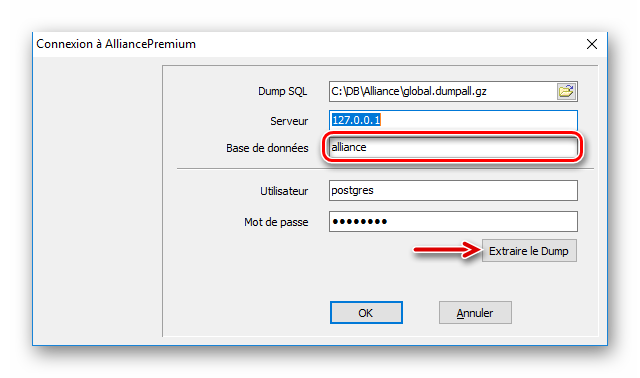 Connexion à AlliancePremium
Dump SQL C:\DB\Alliance\global.dumpall.gz
Serveur 127.0.0.1
Base de données alliance
Utilisateur postgres
Mot de passe ●●●●●●●●
Extraire le Dump
OK Annuler